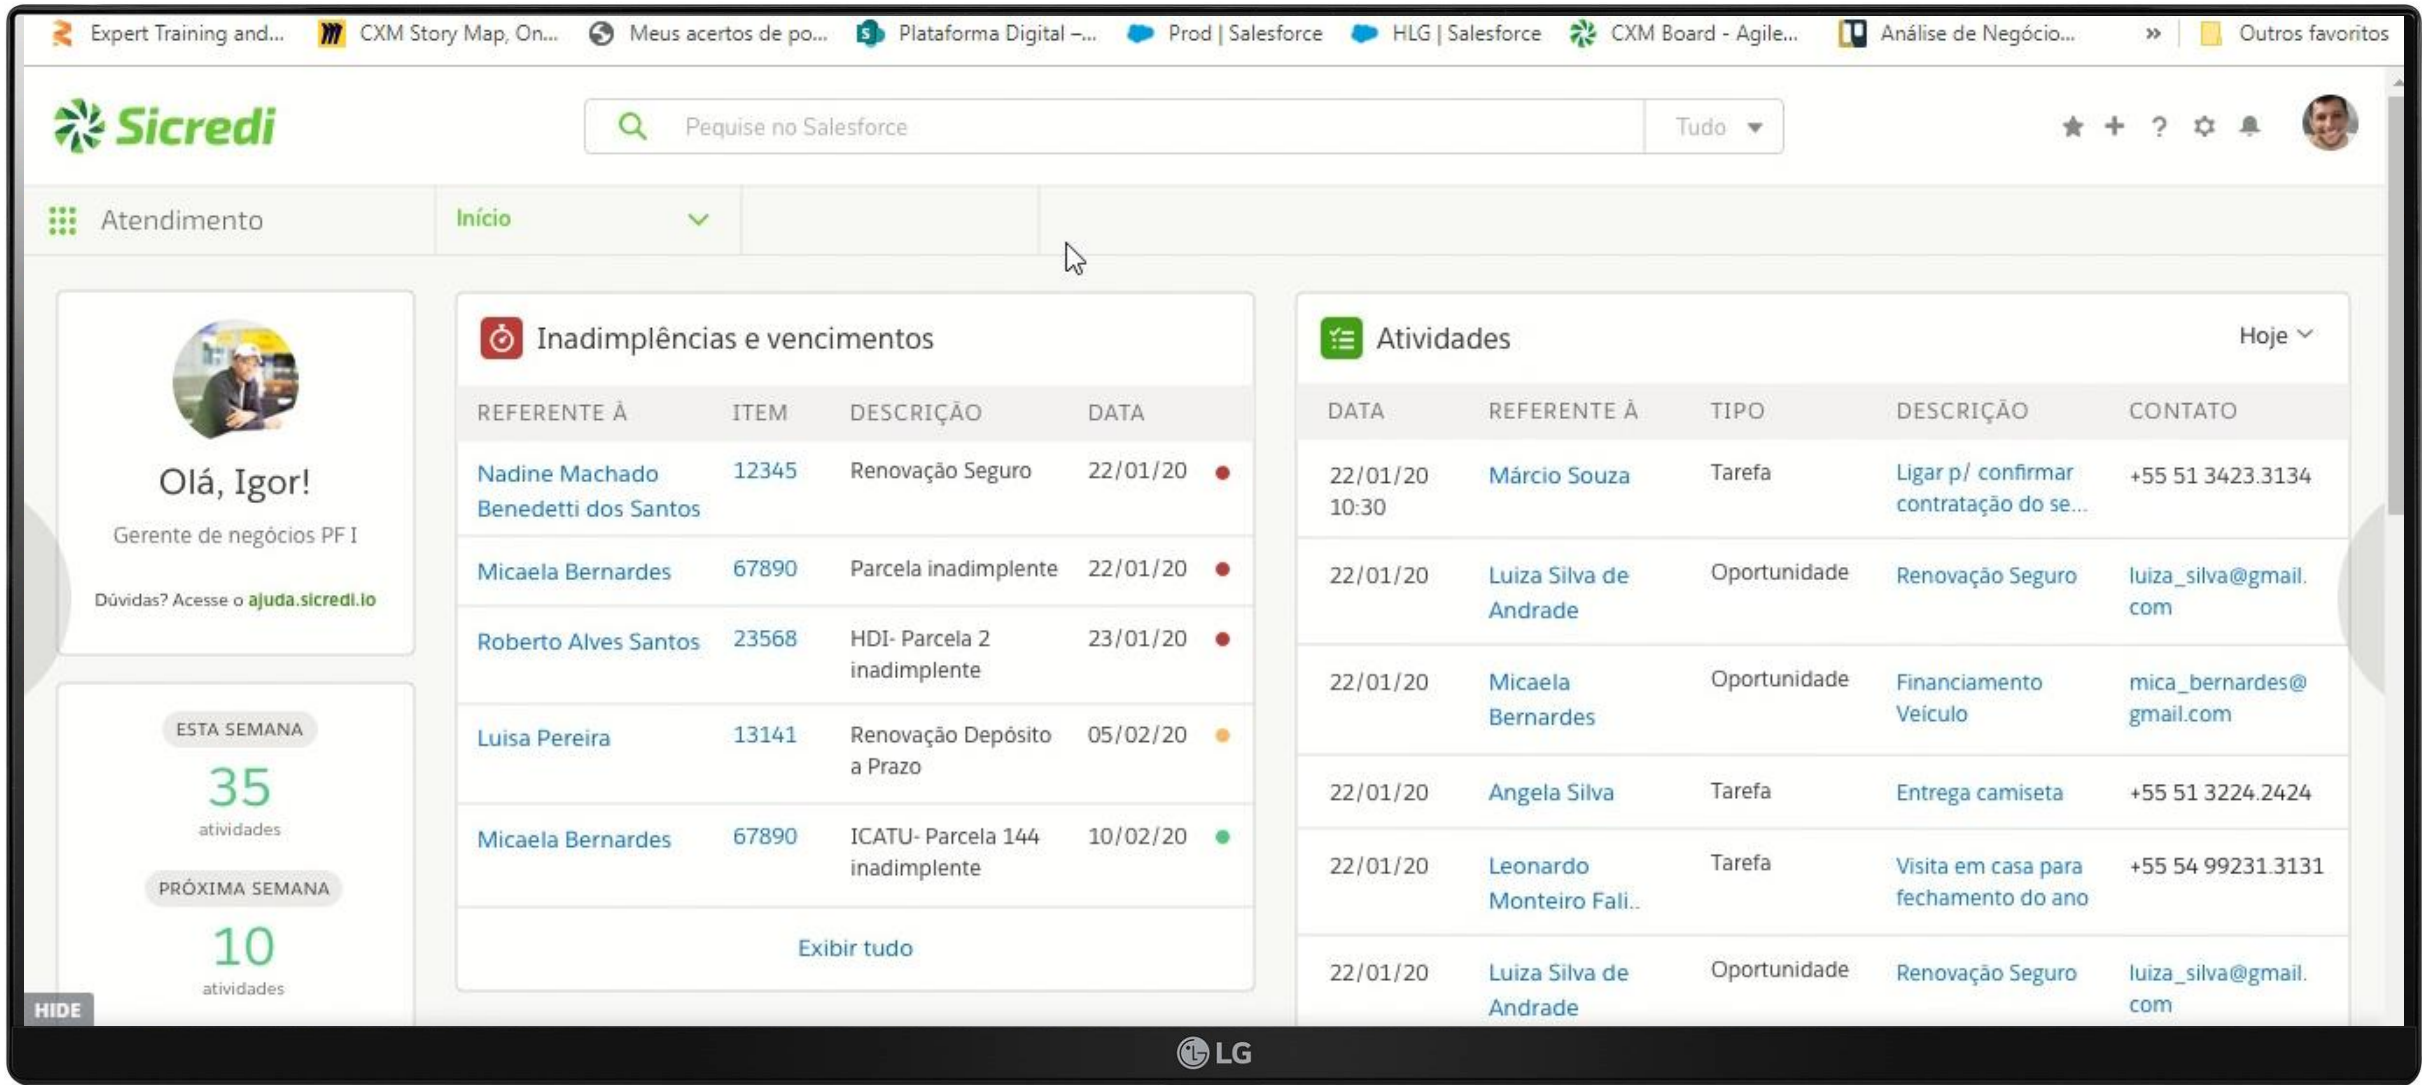 Expert Training and...
CXM Story Map, On...
Meus acertos de po...
Plataforma Digital –...
Prod | Salesforce
HLG | Salesforce
CXM Board - Agile...
Análise de Negócio...
»
Outros favoritos
Sicredi
Pequise no Salesforce
Tudo
?
Atendimento
Início
Olá, Igor!
Gerente de negócios PF I
Dúvidas? Acesse o ajuda.sicredi.io
ESTA SEMANA
35
atividades
PRÓXIMA SEMANA
10
atividades
HIDE
Inadimplências e vencimentos
REFERENTE À ITEM DESCRIÇÃO DATA
Nadine Machado 12345 Renovação Seguro 22/01/20
Benedetti dos Santos
Micaela Bernardes 67890 Parcela inadimplente 22/01/20
Roberto Alves Santos 23568 HDI- Parcela 2 23/01/20
inadimplente
Luisa Pereira 13141 Renovação Depósito 05/02/20
a Prazo
Micaela Bernardes 67890 ICATU- Parcela 144 10/02/20
inadimplente
Exibir tudo
Atividades
Hoje
DATA REFERENTE À TIPO DESCRIÇÃO CONTATO
22/01/20 Márcio Souza Tarefa Ligar p/ confirmar +55 51 3423.3134
10:30 contratação do se...
22/01/20 Luiza Silva de Oportunidade Renovação Seguro luiza_silva@gmail.
Andrade com
22/01/20 Micaela Oportunidade Financiamento mica_bernardes@
Bernardes Veículo gmail.com
22/01/20 Angela Silva Tarefa Entrega camiseta +55 51 3224.2424
22/01/20 Leonardo Tarefa Visita em casa para +55 54 99231.3131
Monteiro Fali.. fechamento do ano
22/01/20 Luiza Silva de Oportunidade Renovação Seguro luiza_silva@gmail.
Andrade com
LG